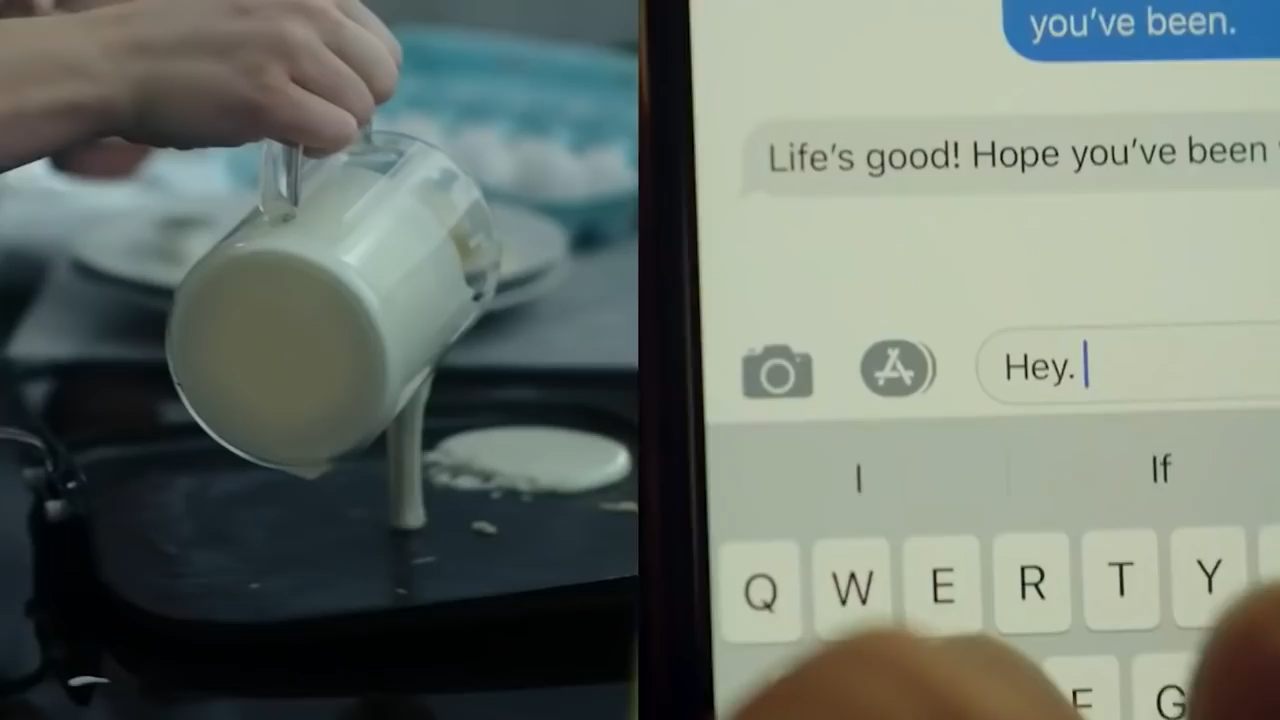 you've been.
Life's good! Hope you've been
Hey.
I
If
Q W E R T Y
F G